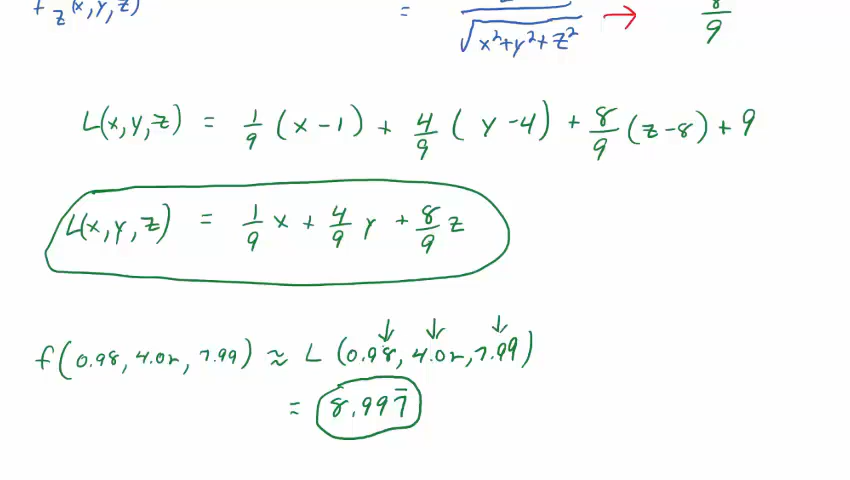 f_z(x,y,z) = ─── / √(x²+y²+z²) → 8/9
L(x,y,z) = 1/9 (x-1) + 4/9 (y-4) + 8/9 (z-8) + 9
L(x,y,z) = 1/9 x + 4/9 y + 8/9 z
f(0.98, 4.02, 7.99) ≈ L(0.98, 4.02, 7.99)
= 8.997̅